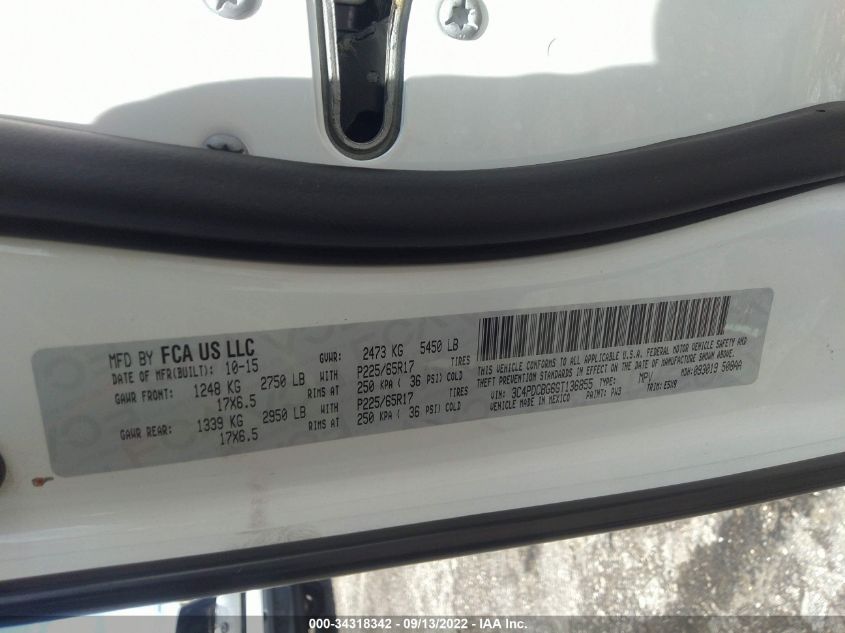 MFD BY FCA US LLC
DATE OF MFR(BUILT): 10-15 GVWR: 2473 KG 5450 LB
GAWR FRONT: 1248 KG 2750 LB WITH P225/65R17 TIRES
17X6.5 RIMS AT 250 KPA ( 36 PSI) COLD
GAWR REAR: 1339 KG 2950 LB WITH P225/65R17 TIRES
17X6.5 RIMS AT 250 KPA ( 36 PSI) COLD
THIS VEHICLE CONFORMS TO ALL APPLICABLE U.S.A. FEDERAL MOTOR VEHICLE SAFETY AND
THEFT PREVENTION STANDARDS IN EFFECT ON THE DATE OF MANUFACTURE SHOWN ABOVE.
VIN: TYPE: MPV MDH: 093019 508AA
VEHICLE MADE IN MEXICO PAINT: PW3 TRIM:
000-34318342 - 09/13/2022 - IAA Inc.